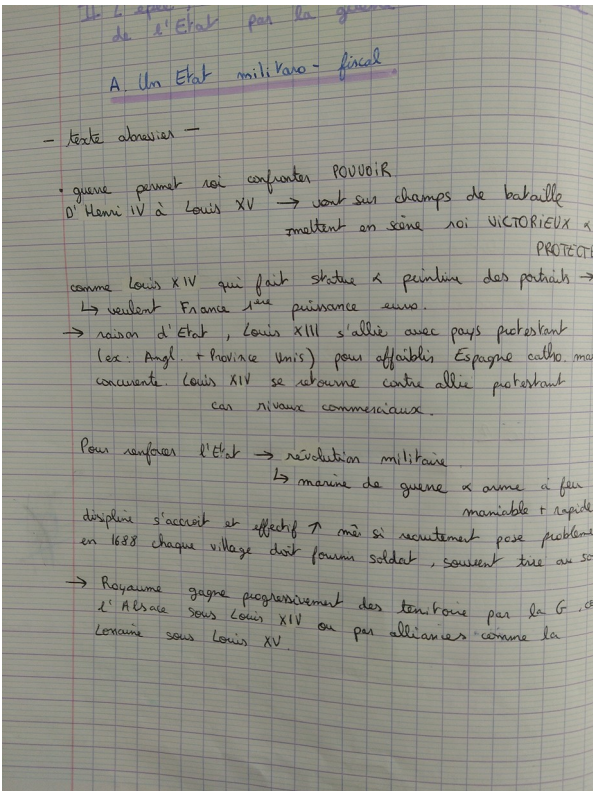 de l'Etat par la guerre
A. Un Etat militaro-fiscal
- texte abrevier -
• guerre permet roi confronter POUVOIR
D'Henri IV à Louis XV → vont sur champs de bataille
mettent en scène roi VICTORIEUX &
PROTECTE
comme Louis XIV qui fait statue & peinture des portraits →
↳ veulent France 1ère puissance euro.
→ raison d'Etat, Louis XIII s'allie avec pays protestant
(ex: Angl. + Province Unis) pour affaiblir Espagne catho. mai
concurente. Louis XIV se retourne contre allié protestant
car rivaux commerciaux.
Pour renforcer l'Etat → révolution militaire
↳ marine de guerre & arme à feu
maniable + rapide
displine s'accroit et effectif ↑ mês si recrutement pose problème
en 1688 chaque village doit fournir soldat, souvent tiré au so
→ Royaume gagne progressivement des territoire par la G.
l'Alsace sous Louis XIV ou par alliances comme la
Lorraine sous Louis XV.